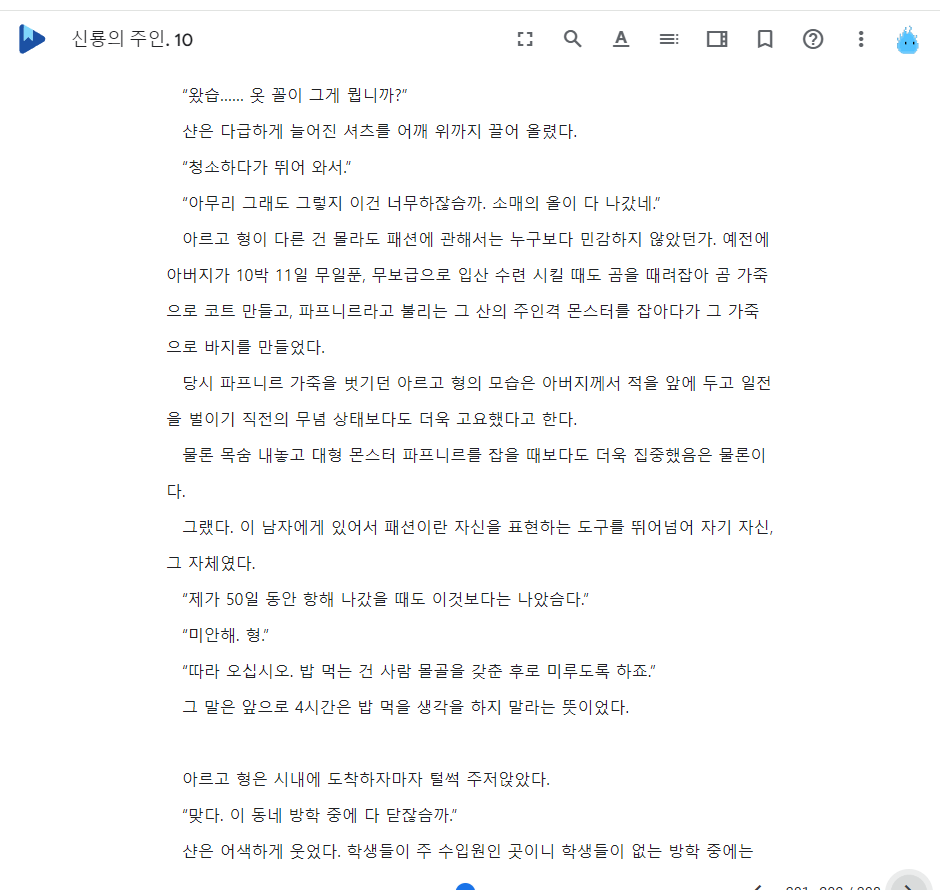 신룡의 주인. 10
“왔습...... 옷 꼴이 그게 뭡니까?”
샨은 다급하게 늘어진 셔츠를 어깨 위까지 끌어 올렸다.
“청소하다가 뛰어 와서.”
“아무리 그래도 그렇지 이건 너무하잖슴까. 소매의 올이 다 나갔네.”
아르고 형이 다른 건 몰라도 패션에 관해서는 누구보다 민감하지 않았던가. 예전에
아버지가 10박 11일 무일푼, 무보급으로 입산 수련 시킬 때도 곰을 때려잡아 곰 가죽
으로 코트 만들고, 파프니르라고 불리는 그 산의 주인격 몬스터를 잡아다가 그 가죽
으로 바지를 만들었다.
당시 파프니르 가죽을 벗기던 아르고 형의 모습은 아버지께서 적을 앞에 두고 일전
을 벌이기 직전의 무념 상태보다도 더욱 고요했다고 한다.
물론 목숨 내놓고 대형 몬스터 파프니르를 잡을 때보다도 더욱 집중했음은 물론이
다.
그랬다. 이 남자에게 있어서 패션이란 자신을 표현하는 도구를 뛰어넘어 자기 자신,
그 자체였다.
“제가 50일 동안 항해 나갔을 때도 이것보다는 나았슴다.”
“미안해. 형.”
“따라 오십시오. 밥 먹는 건 사람 몰골을 갖춘 후로 미루도록 하죠.”
그 말은 앞으로 4시간은 밥 먹을 생각을 하지 말라는 뜻이었다.
아르고 형은 시내에 도착하자마자 털썩 주저앉았다.
“맞다. 이 동네 방학 중에 다 닫잖슴까.”
샨은 어색하게 웃었다. 학생들이 주 수입원인 곳이니 학생들이 없는 방학 중에는